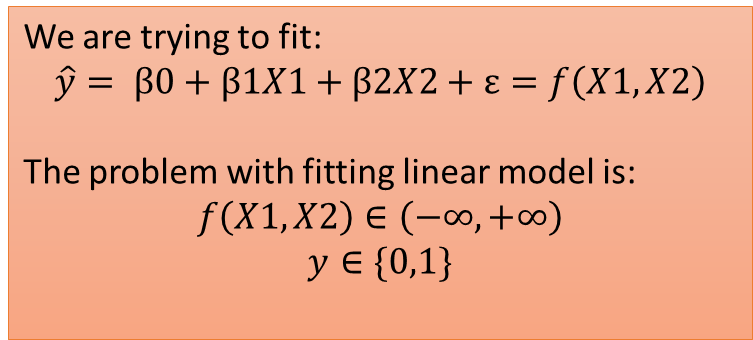 We are trying to fit:
ŷ = β0 + β1X1 + β2X2 + ε = f(X1,X2)
The problem with fitting linear model is:
f(X1,X2) ∈ (−∞,+∞)
y ∈ {0,1}